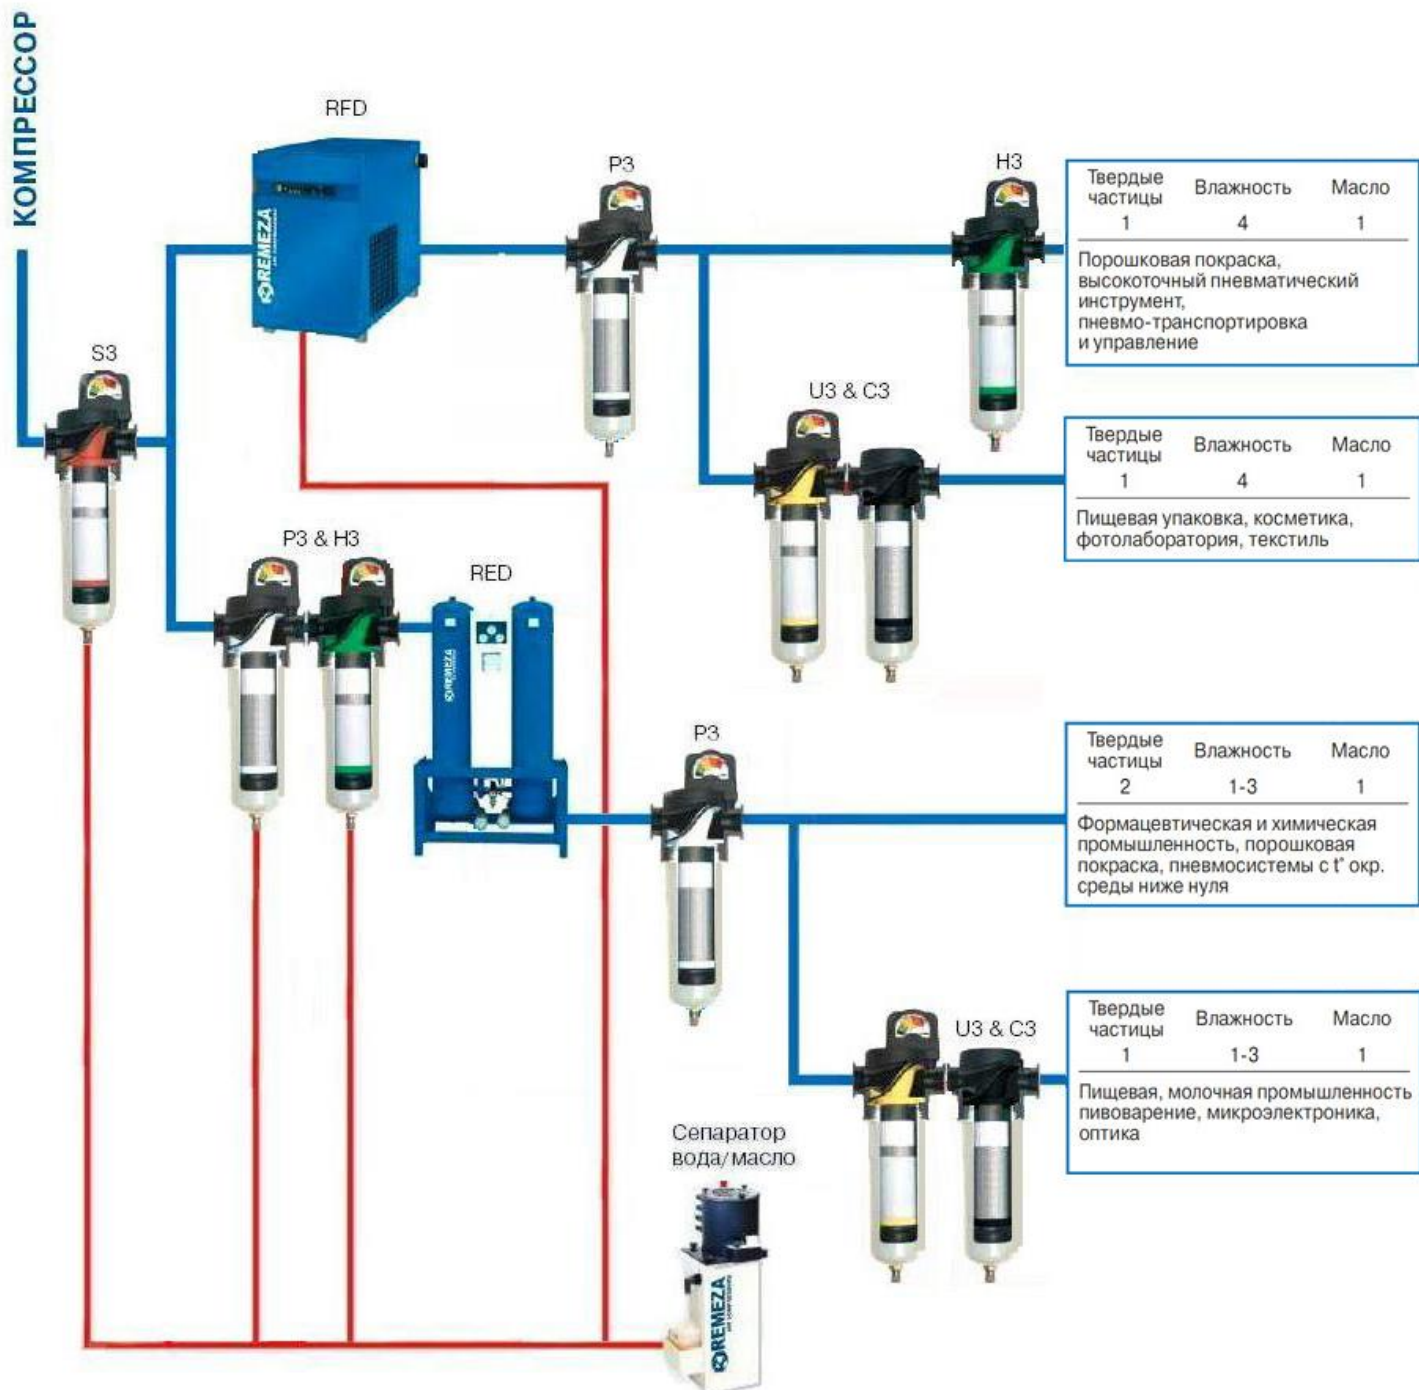 КОМПРЕССОР
RFD
REMEZA
AIR COMPRESSORS
P3
H3
Твердые частицы Влажность Масло
1 4 1
Порошковая покраска,
высокоточный пневматический
инструмент,
пневмо-транспортировка
и управление
S3
U3 & C3
Твердые частицы Влажность Масло
1 4 1
Пищевая упаковка, косметика,
фотолаборатория, текстиль
P3 & H3
RED
REMEZA
P3
Твердые частицы Влажность Масло
2 1-3 1
Формацевтическая и химическая
промышленность, порошковая
покраска, пневмосистемы с t° окр.
среды ниже нуля
U3 & C3
Твердые частицы Влажность Масло
1 1-3 1
Пищевая, молочная промышленность
пивоварение, микроэлектроника,
оптика
Сепаратор
вода/масло
REMEZA
AIR COMPRESSORS